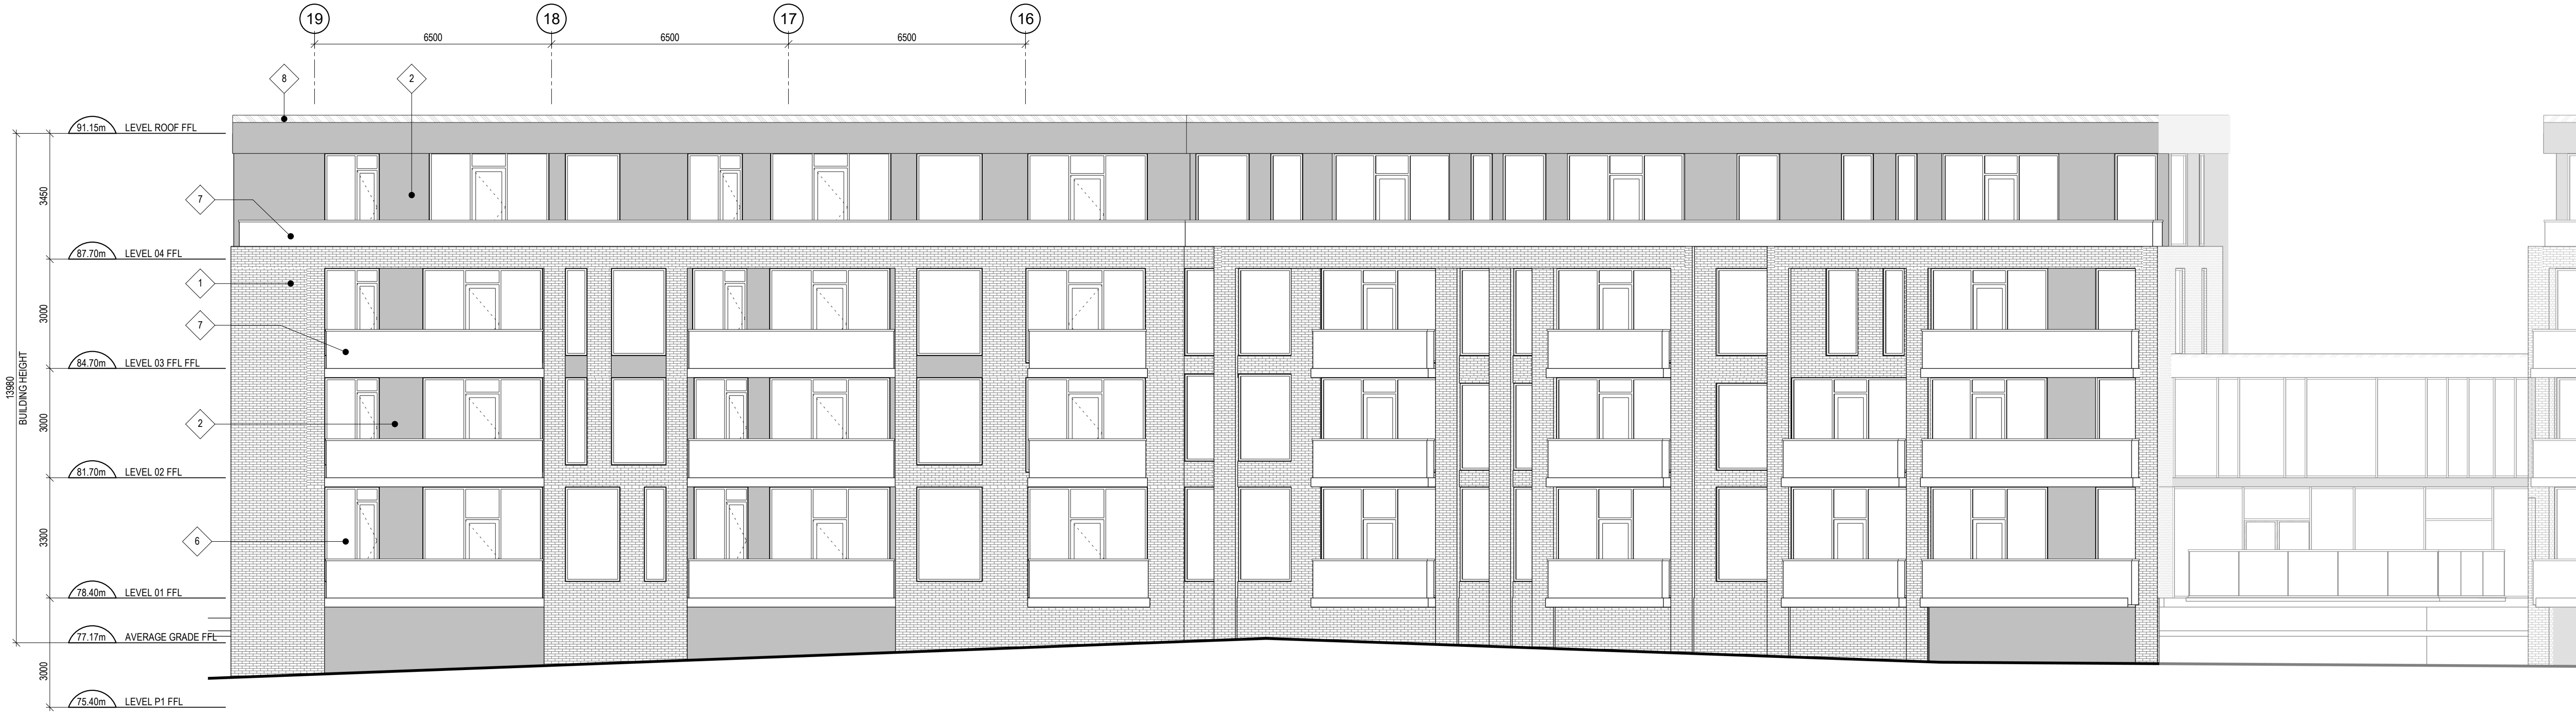 19
18
17
16
6500
6500
6500
8
2
91.15m LEVEL ROOF FFL
3450
7
87.70m LEVEL 04 FFL
1
3000
7
84.70m LEVEL 03 FFL FFL
13980
BUILDING HEIGHT
3000
2
81.70m LEVEL 02 FFL
3300
6
78.40m LEVEL 01 FFL
77.17m AVERAGE GRADE FFL
3000
75.40m LEVEL P1 FFL